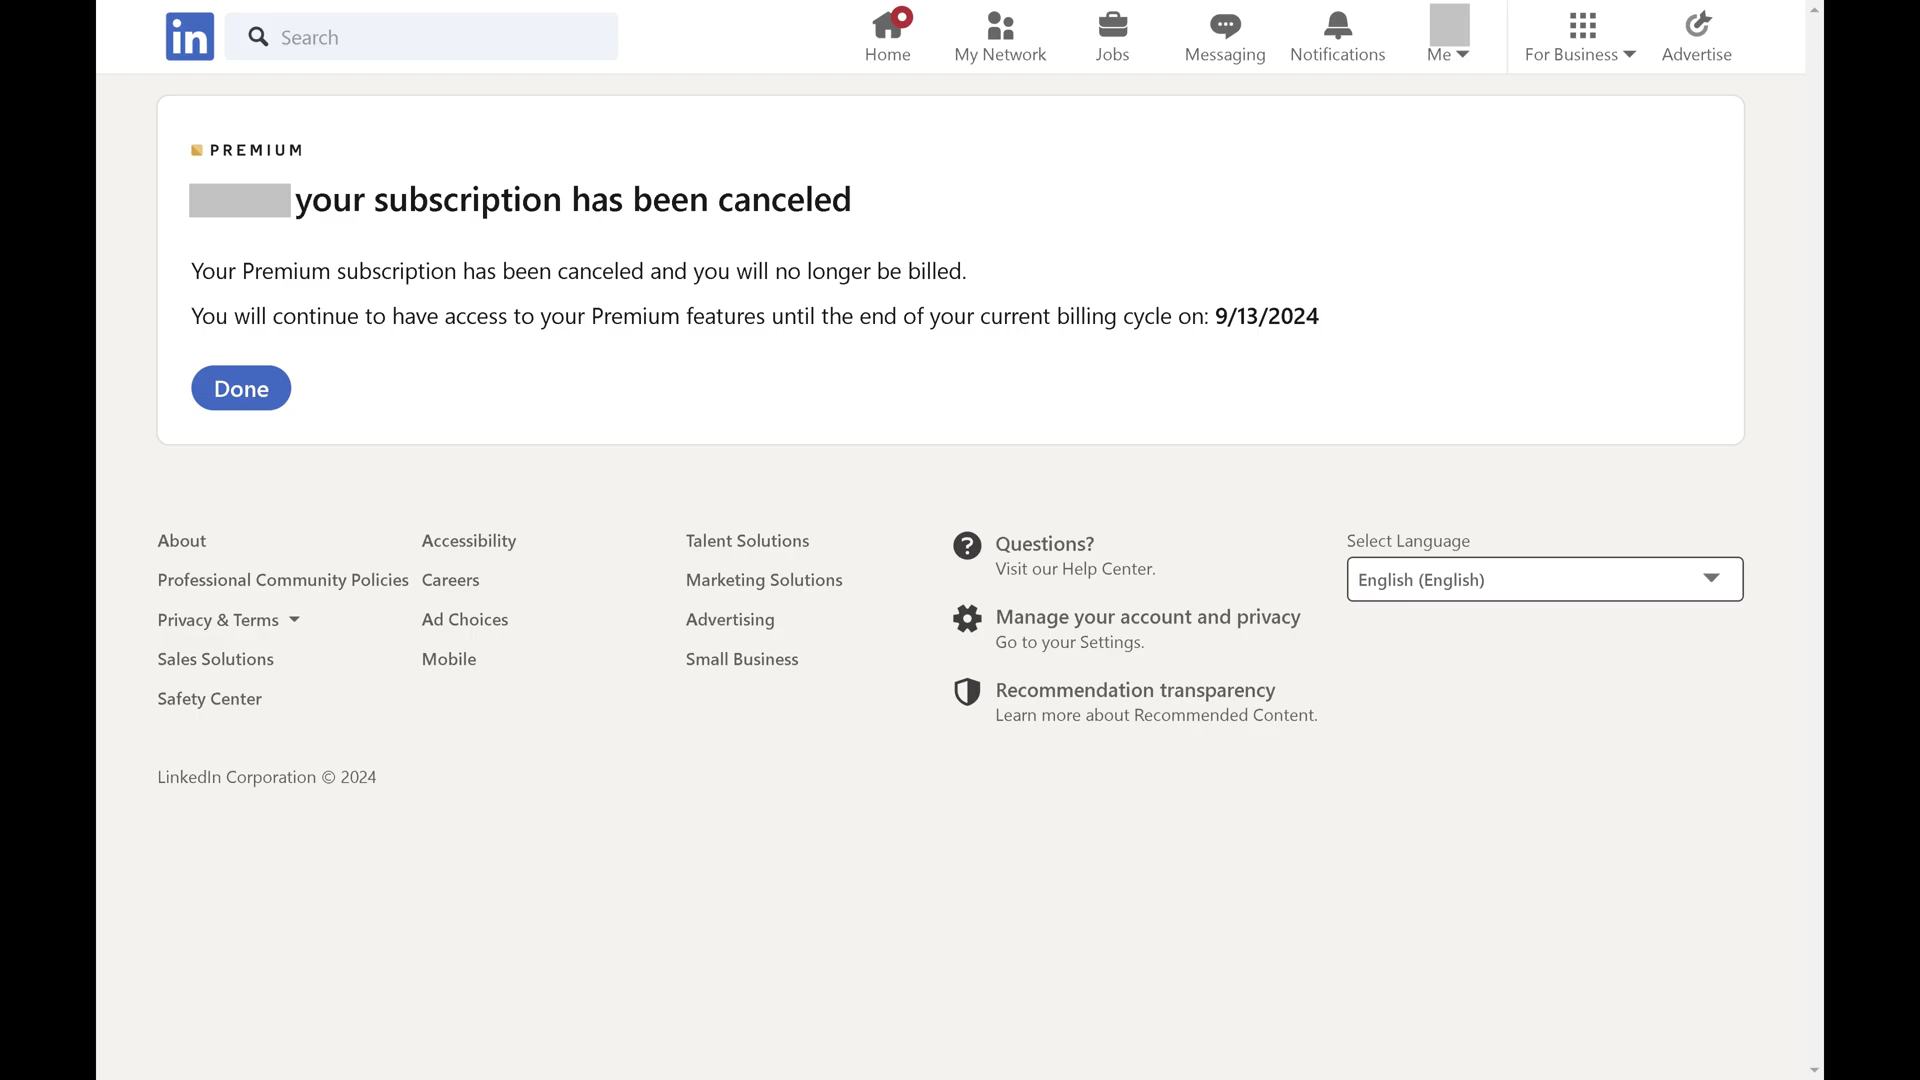 in
Search
Home
My Network
Jobs
Messaging
Notifications
Me
For Business
Advertise
PREMIUM
your subscription has been canceled
Your Premium subscription has been canceled and you will no longer be billed.
You will continue to have access to your Premium features until the end of your current billing cycle on: 9/13/2024
Done
About
Professional Community Policies
Privacy & Terms
Sales Solutions
Safety Center
Accessibility
Careers
Ad Choices
Mobile
Talent Solutions
Marketing Solutions
Advertising
Small Business
Questions?
Visit our Help Center.
Manage your account and privacy
Go to your Settings.
Recommendation transparency
Learn more about Recommended Content.
Select Language
English (English)
LinkedIn Corporation © 2024